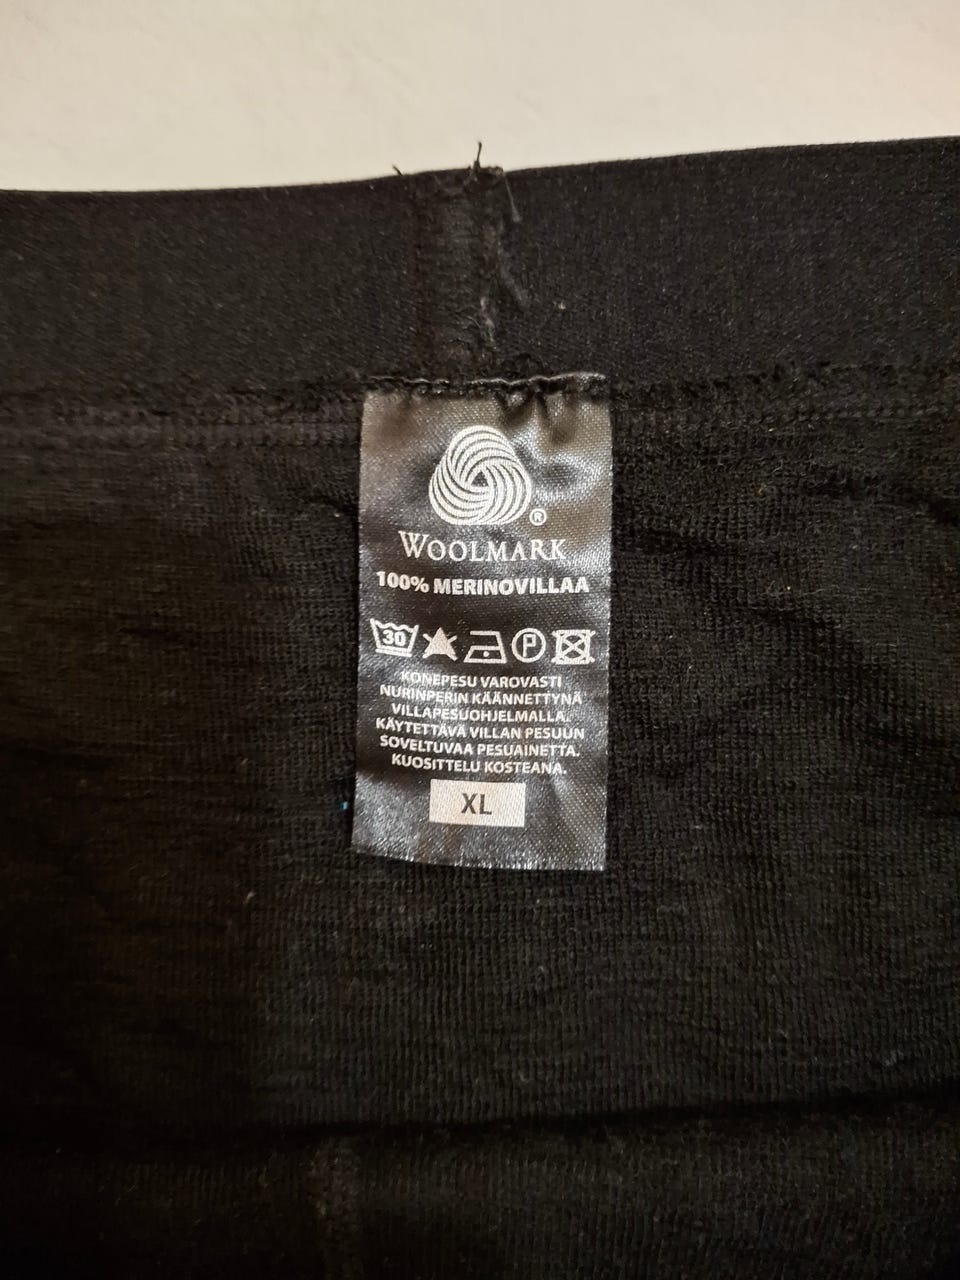 ®
WOOLMARK
100% MERINOVILLAA
30 P
KONEPESU VAROVASTI
NURINPERIN KÄÄNNETTYNÄ
VILLAPESUOHJELMALLA.
KÄYTETTÄVÄ VILLAN PESUUN
SOVELTUVAA PESUAINETTA.
KUOSITTELU KOSTEANA.
XL